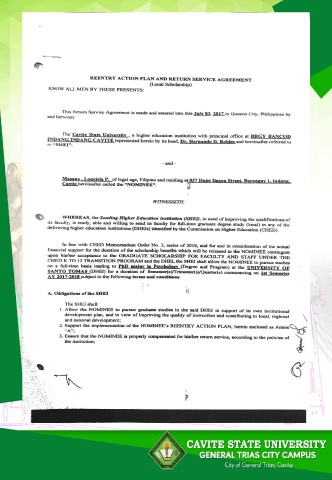 REENTRY ACTION PLAN AND RETURN SERVICE AGREEMENT
(Local Scholarship)
KNOW ALL MEN BY THESE PRESENTS:
This Return Service Agreement is made and entered into this July 03, 2017 in Quezon City, Philippines by
and between:
The Cavite State University, a higher education institution with principal office at BRGY BANCOD
INDANG INDANG CAVITE represented herein by its head, Dr. Hernando D. Robles and hereinafter referred to
as "SHEI";
- and -
of legal age, Filipino and residing at
Cavite hereinafter called the "NOMINEE".
WITNESSETH:
WHEREAS, the Sending Higher Education Institution (SHEI), in need of improving the qualifications of
its faculty, is ready, able and willing to send its faculty for full-time graduate degree study (local) in any of the
delivering higher education institutions (DHEIs) identified by the Commission on Higher Education (CHED).
In line with CHED Memorandum Order No. 3, series of 2016, and for and in consideration of the actual
financial support for the duration of the scholarship benefits which will be released to the NOMINEE contingent
upon his/her acceptance to the GRADUATE SCHOLARSHIP FOR FACULTY AND STAFF UNDER THE
CHED K TO 12 TRANSITION PROGRAM and the DHEI, the SHEI shall allow the NOMINEE to pursue studies
on a full-time basis leading to PhD major in Psychology (Degree and Program) at the UNIVERSITY OF
SANTO TOMAS (DHEI) for a duration of Semester(s)/Trimester(s)/Quarter(s) commencing on 1st Semester
AY 2017-2018 subject to the following terms and conditions:
A. Obligations of the SHEI
The SHEI shall:
1. Allow the NOMINEE to pursue graduate studies in the said DHEI in support of its own institutional
development plan, and in view of improving the quality of instruction and contributing to local, regional
and national development;
2. Support the implementation of the NOMINEE's REENTRY ACTION PLAN, herein enclosed as Annex
"A";
3. Ensure that the NOMINEE is properly compensated for his/her return service, according to the policies of
the institution;
CAVITE STATE UNIVERSITY
GENERAL TRIAS CITY CAMPUS
City of General Trias, Cavite